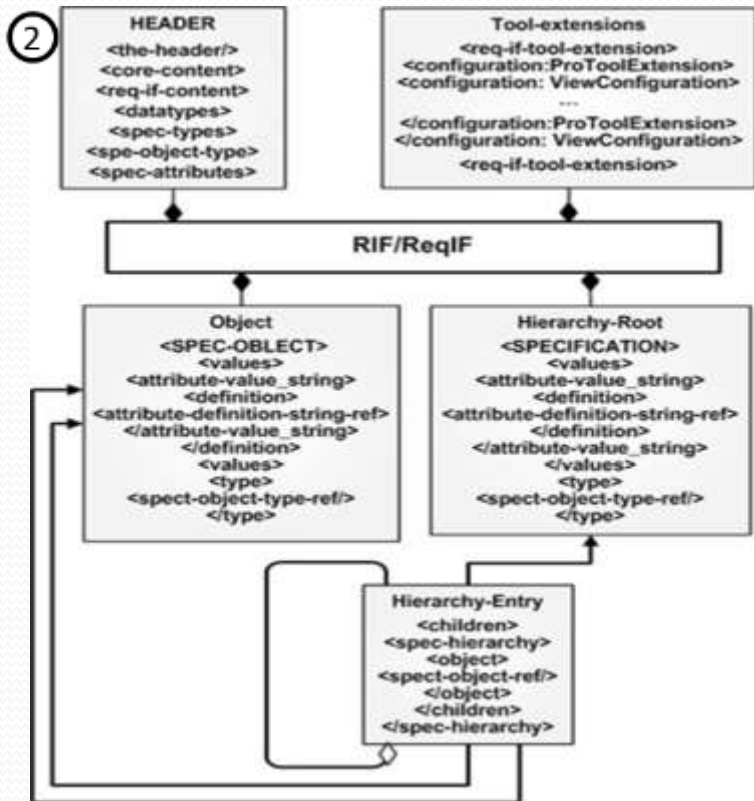 2
HEADER
<the-header/>
<core-content>
<req-if-content>
<datatypes>
<spec-types>
<spe-object-type>
<spec-attributes>
Tool-extensions
<req-if-tool-extension>
<configuration:ProToolExtension>
<configuration: ViewConfiguration>
...
</configuration:ProToolExtension>
</configuration: ViewConfiguration>
<req-if-tool-extension>
RIF/ReqIF
Object
<SPEC-OBLECT>
<values>
<attribute-value_string>
<definition>
<attribute-definition-string-ref>
</attribute-value_string>
</definition>
<values>
<type>
<spect-object-type-ref/>
</type>
Hierarchy-Root
<SPECIFICATION>
<values>
<attribute-value_string>
<definition>
<attribute-definition-string-ref>
</definition>
</attribute-value_string>
</values>
<type>
<spect-object-type-ref/>
</type>
Hierarchy-Entry
<children>
<spec-hierarchy>
<object>
<spect-object-ref/>
</object>
</children>
</spec-hierarchy>